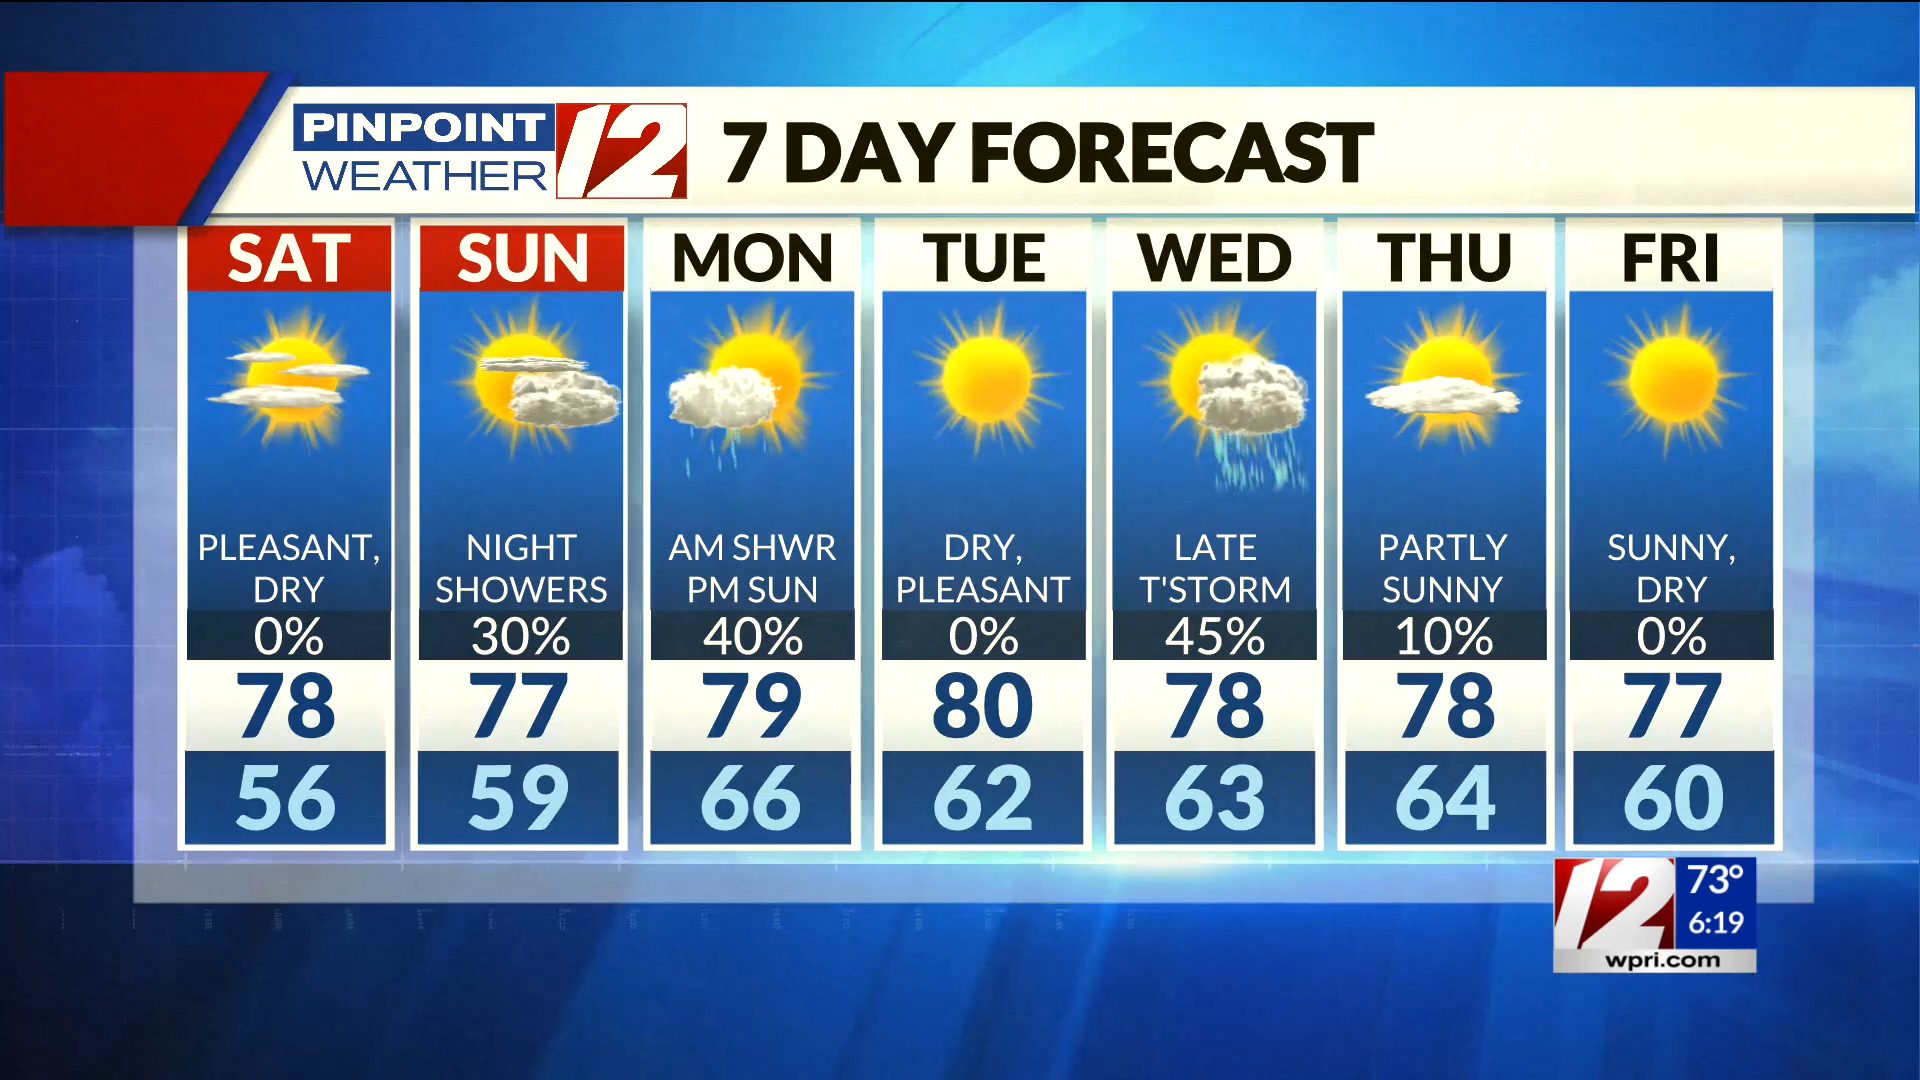 PINPOINT
WEATHER 12
7 DAY FORECAST
SAT
PLEASANT,
DRY
0%
78
56
SUN
NIGHT
SHOWERS
30%
77
59
MON
AM SHWR
PM SUN
40%
79
66
TUE
DRY,
PLEASANT
0%
80
62
WED
LATE
T'STORM
45%
78
63
THU
PARTLY
SUNNY
10%
78
64
FRI
SUNNY,
DRY
0%
77
60
12
73°
6:19
wpri.com